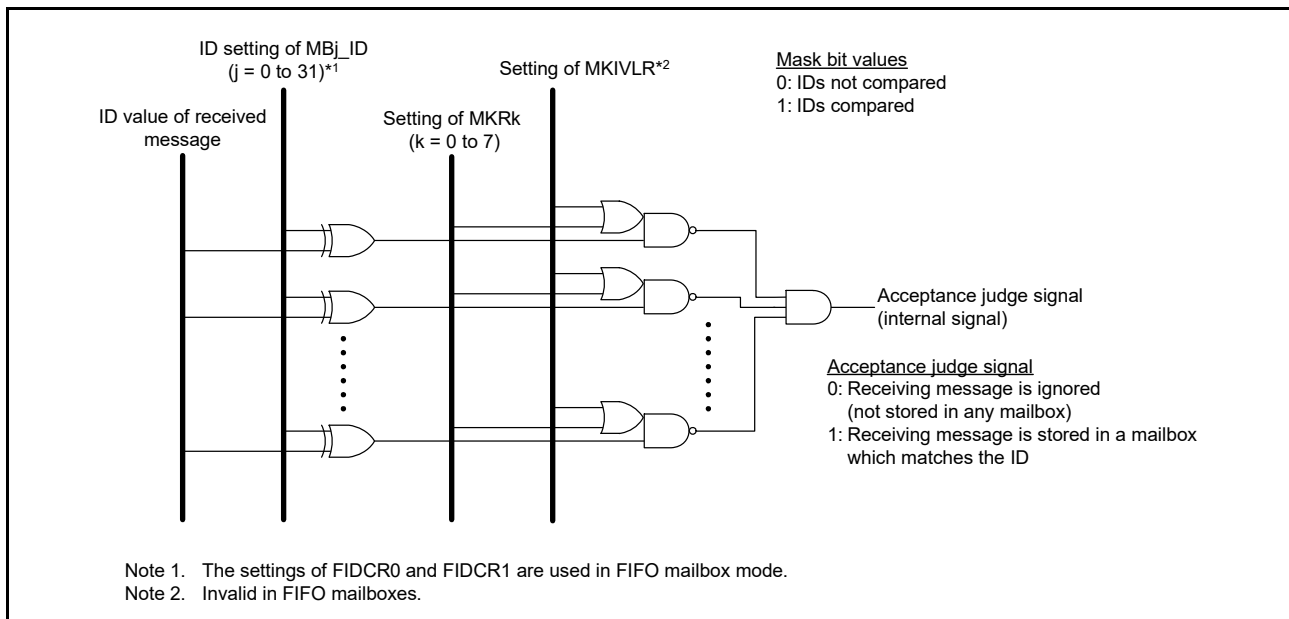 ID setting of MBj_ID
(j = 0 to 31)*1
Setting of MKIVLR*2
Mask bit values
0: IDs not compared
1: IDs compared
ID value of received
message
Setting of MKRk
(k = 0 to 7)
Acceptance judge signal
(internal signal)
Acceptance judge signal
0: Receiving message is ignored
(not stored in any mailbox)
1: Receiving message is stored in a mailbox
which matches the ID
Note 1. The settings of FIDCR0 and FIDCR1 are used in FIFO mailbox mode.
Note 2. Invalid in FIFO mailboxes.